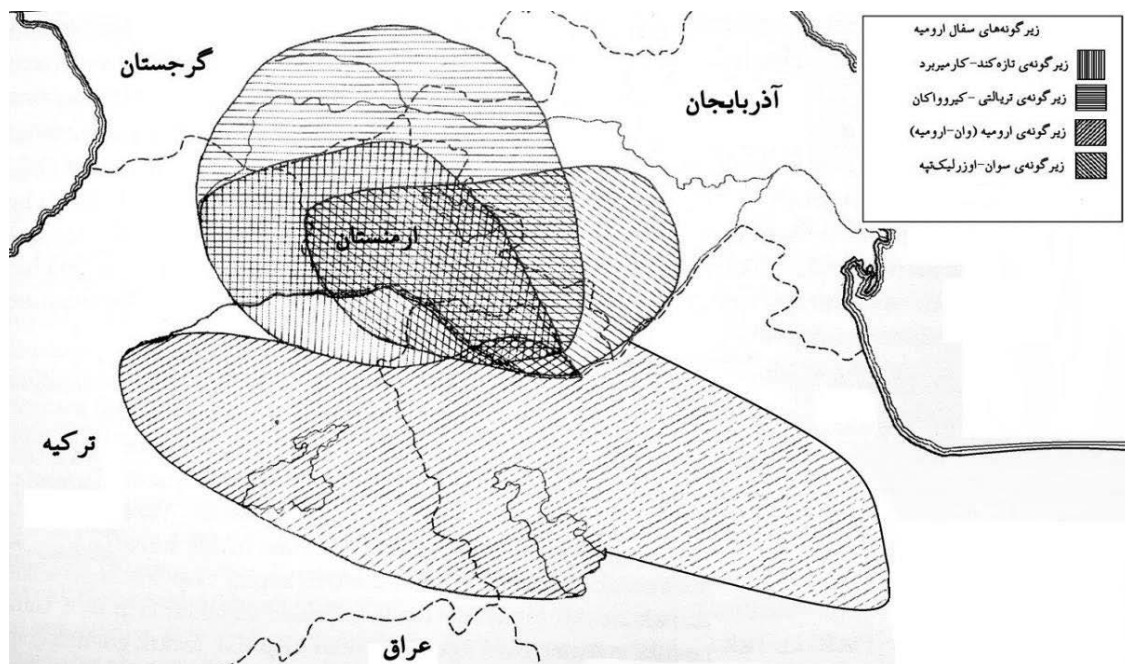 زیرگونه‌های سفال ارومیه
زیرگونه‌ی تازه‌کند-کارمیربرد
زیرگونه‌ی تریالتی -کیروواکان
زیرگونه‌ی ارومیه (وان-ارومیه)
زیرگونه‌ی سوان-اوزرلیک‌تپه
گرجستان
آذربایجان
ارمنستان
ترکیه
عراق